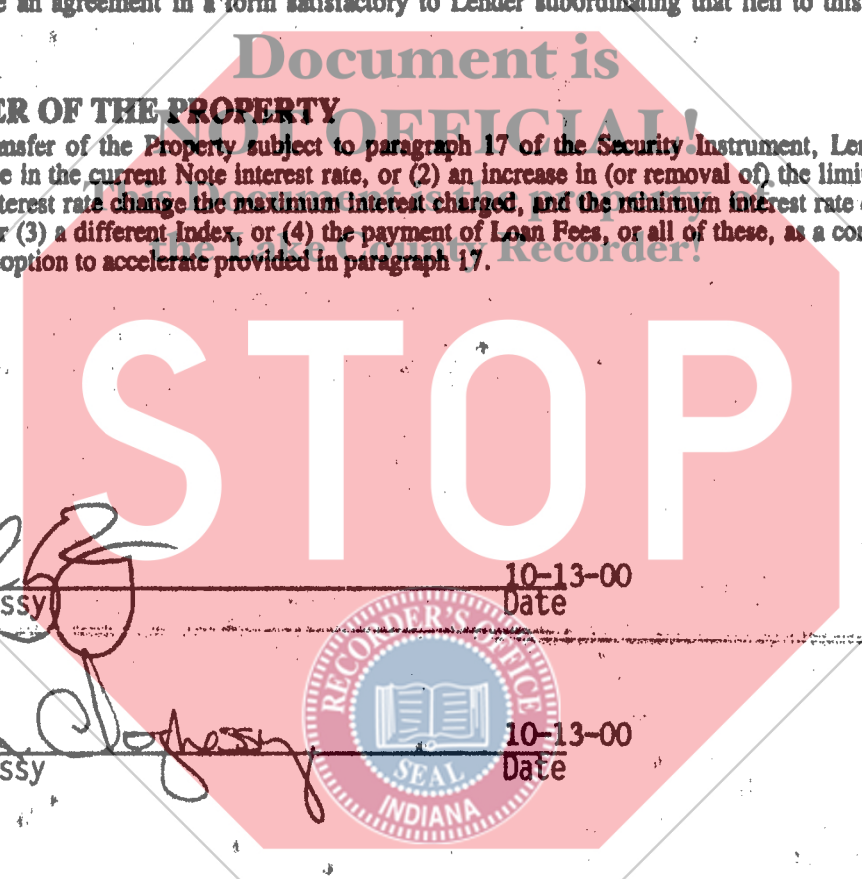 e an agreement in a form satisfactory to Lender subordinating that lien to this
Document is
NOT OFFICIAL!
This Document is the property of
the Lake County Recorder!
ER OF THE PROPERTY
nsfer of the Property subject to paragraph 17 of the Security Instrument, Len
e in the current Note interest rate, or (2) an increase in (or removal of) the limi
terest rate change the maximum interest charged, and the minimum interest rate
r (3) a different Index, or (4) the payment of Loan Fees, or all of these, as a con
option to accelerate provided in paragraph 17.
STOP
10-13-00
ssy Date
RECORDER'S OFFICE
SEAL
INDIANA
10-13-00
ssy Date